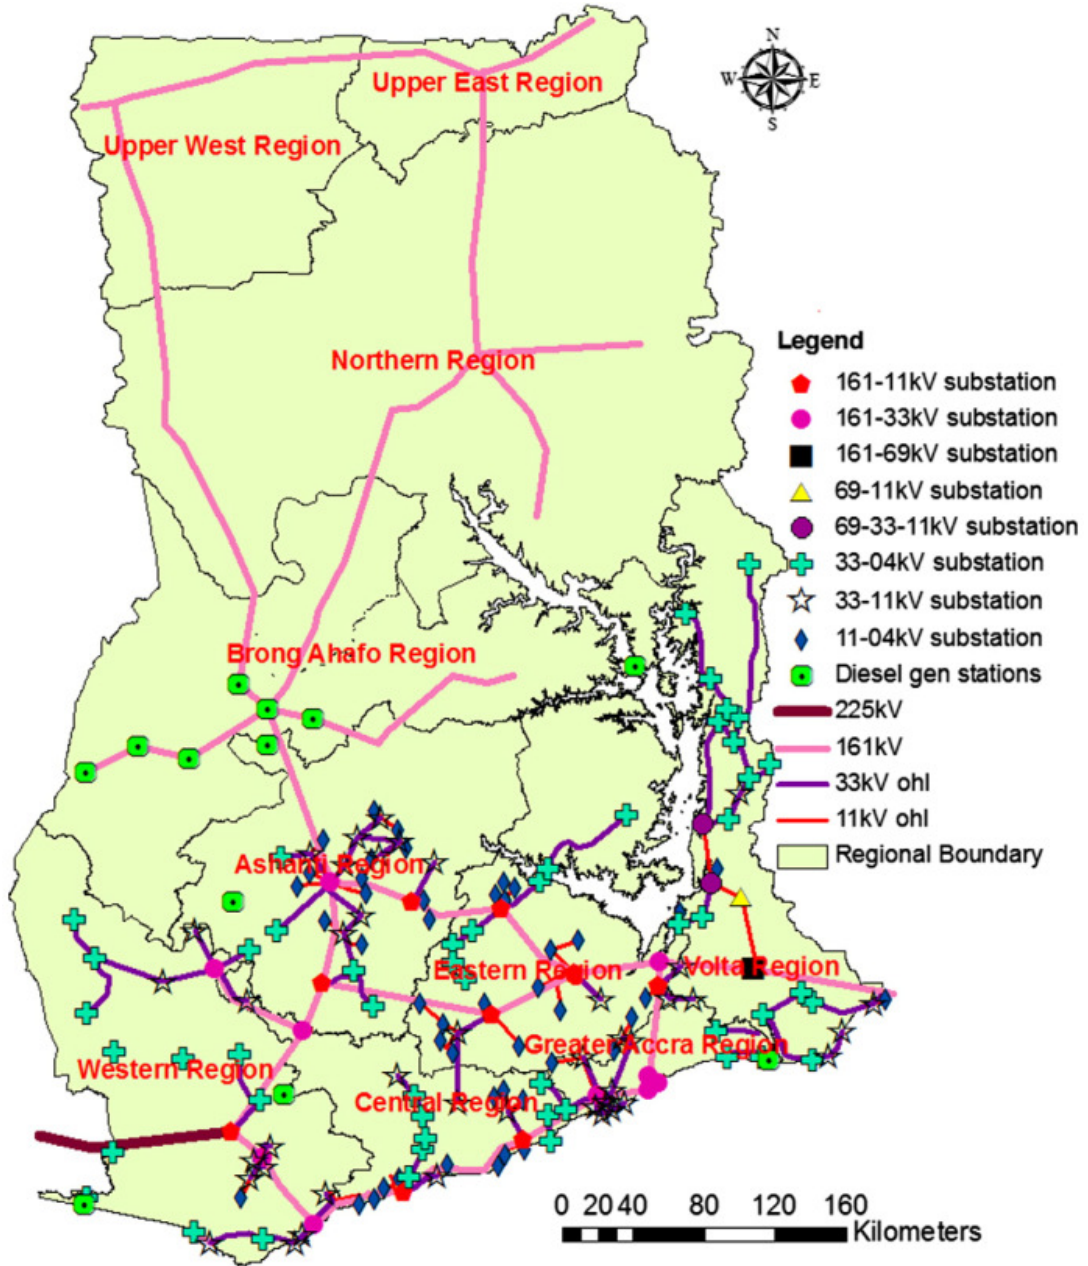 N
W E
S
Upper East Region
Upper West Region
Northern Region
Brong Ahafo Region
Ashanti Region
Eastern Region
Volta Region
Greater Accra Region
Western Region
Central Region
Legend
161-11kV substation
161-33kV substation
161-69kV substation
69-11kV substation
69-33-11kV substation
33-04kV substation
33-11kV substation
11-04kV substation
Diesel gen stations
225kV
161kV
33kV ohl
11kV ohl
Regional Boundary
0 20 40 80 120 160
Kilometers